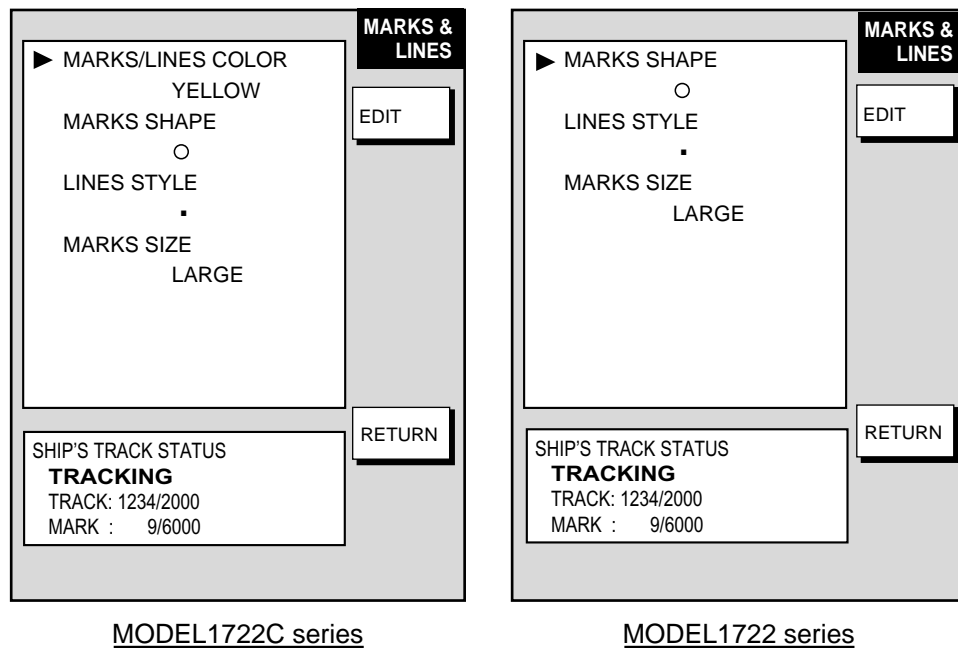 MARKS &
LINES
▶ MARKS/LINES COLOR
YELLOW
MARKS SHAPE
○
LINES STYLE
▪
MARKS SIZE
LARGE
EDIT
RETURN
SHIP'S TRACK STATUS
TRACKING
TRACK: 1234/2000
MARK : 9/6000
MODEL1722C series
MARKS &
LINES
▶ MARKS SHAPE
○
LINES STYLE
▪
MARKS SIZE
LARGE
EDIT
RETURN
SHIP'S TRACK STATUS
TRACKING
TRACK: 1234/2000
MARK : 9/6000
MODEL1722 series